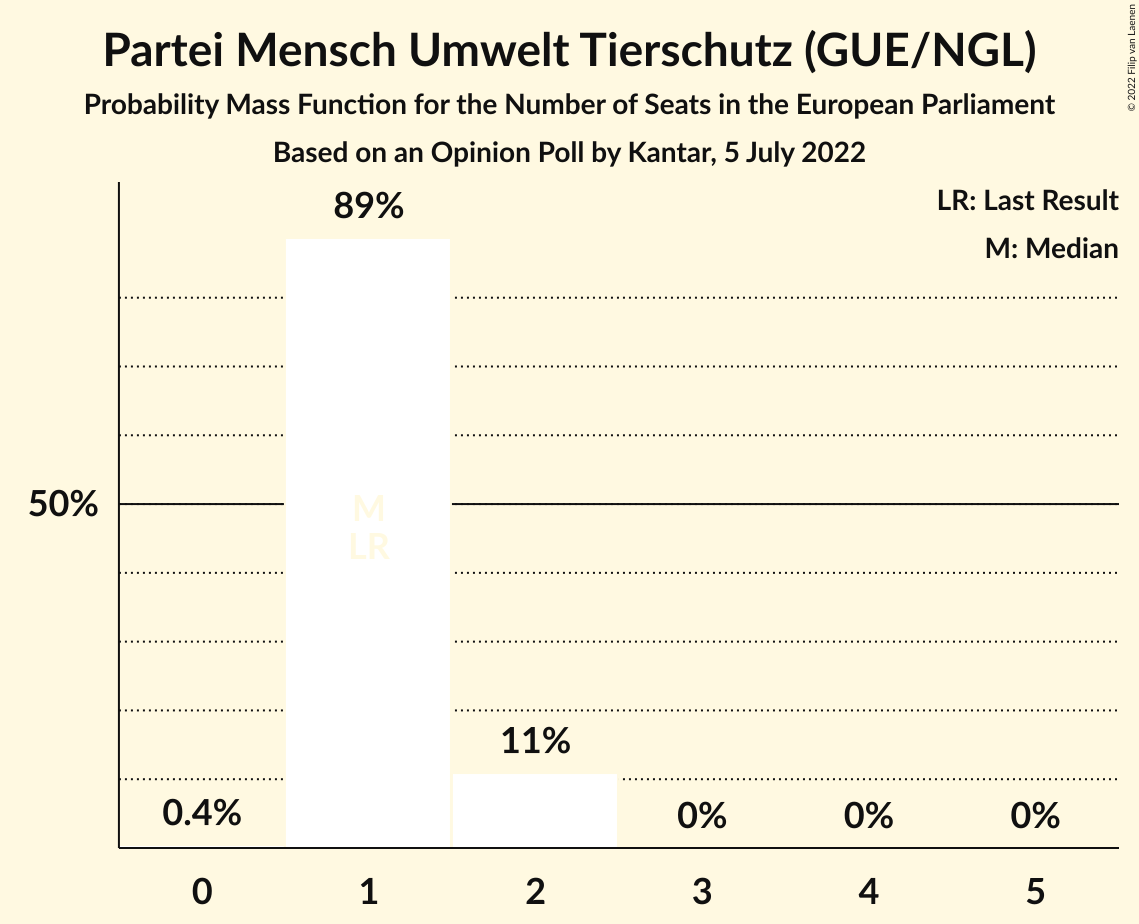 Partei Mensch Umwelt Tierschutz (GUE/NGL)
Probability Mass Function for the Number of Seats in the European Parliament
Based on an Opinion Poll by Kantar, 5 July 2022
© 2022 Filip van Laenen
LR: Last Result
M: Median
89%
50%
M
LR
11%
0.4%
0%
0%
0%
0
1
2
3
4
5